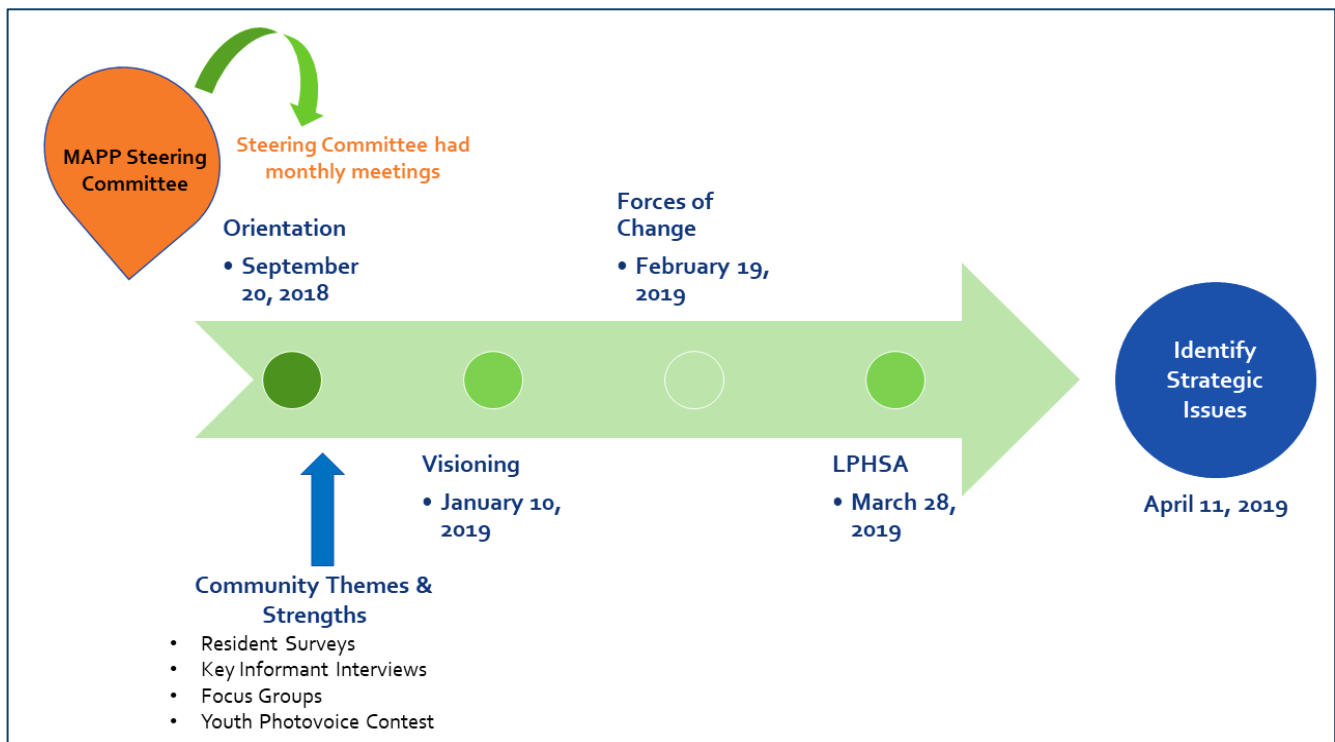 MAPP Steering
Committee
Steering Committee had
monthly meetings
Orientation
• September
20, 2018
Forces of
Change
• February 19,
2019
Visioning
• January 10,
2019
LPHSA
• March 28,
2019
Identify
Strategic
Issues
April 11, 2019
Community Themes &
Strengths
• Resident Surveys
• Key Informant Interviews
• Focus Groups
• Youth Photovoice Contest